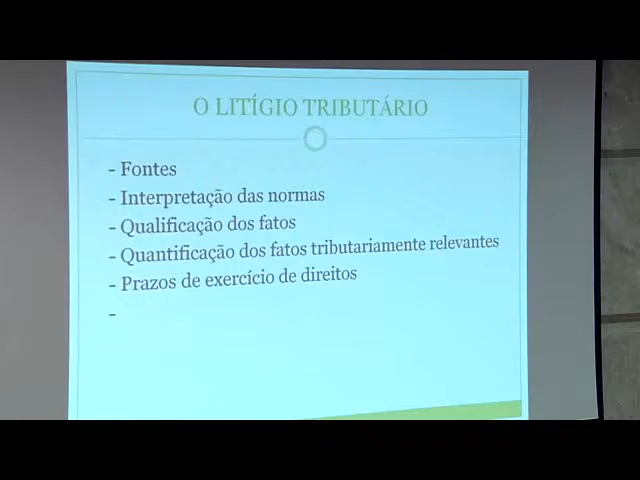 O LITÍGIO TRIBUTÁRIO
- Fontes
- Interpretação das normas
- Qualificação dos fatos
- Quantificação dos fatos tributariamente relevantes
- Prazos de exercício de direitos
-